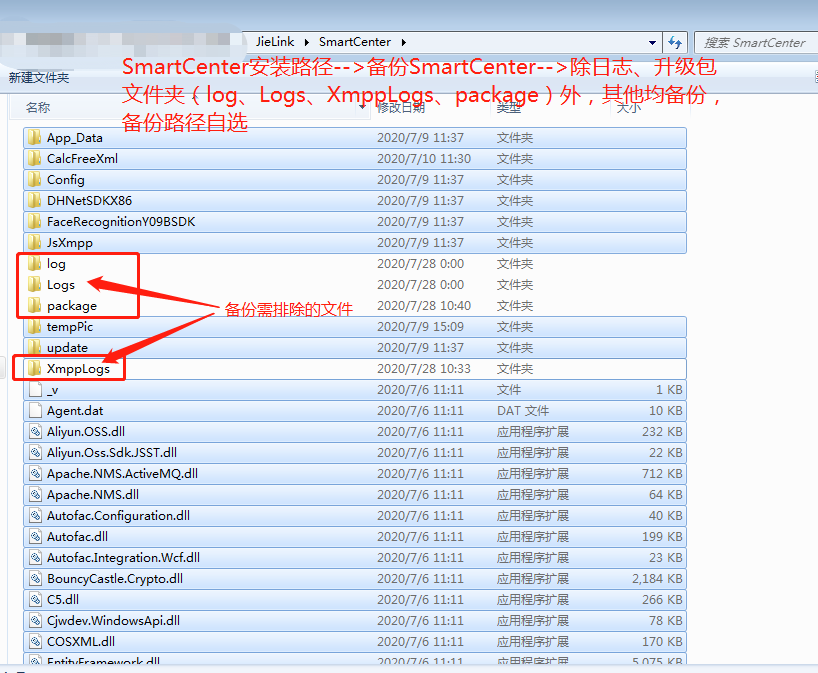 JieLink ▸ SmartCenter ▸ 搜索 SmartCenter
SmartCenter安装路径-->备份SmartCenter-->除日志、升级包
新建文件夹
文件夹（log、Logs、XmppLogs、package）外，其他均备份，
名称 修改日期 类型 大小
备份路径自选
App_Data 2020/7/9 11:37 文件夹
CalcFreeXml 2020/7/10 11:30 文件夹
Config 2020/7/9 11:37 文件夹
DHNetSDKX86 2020/7/9 11:37 文件夹
FaceRecognitionY09BSDK 2020/7/9 11:37 文件夹
JsXmpp 2020/7/9 11:37 文件夹
log 2020/7/28 0:00 文件夹
Logs 2020/7/28 0:00 文件夹
package 2020/7/28 10:40 文件夹
备份需排除的文件
tempPic 2020/7/9 15:09 文件夹
update 2020/7/9 11:37 文件夹
XmppLogs 2020/7/28 10:33 文件夹
_v 2020/7/6 11:11 文件 1 KB
Agent.dat 2020/7/6 11:11 DAT 文件 10 KB
Aliyun.OSS.dll 2020/7/6 11:11 应用程序扩展 232 KB
Aliyun.Oss.Sdk.JSST.dll 2020/7/6 11:11 应用程序扩展 22 KB
Apache.NMS.ActiveMQ.dll 2020/7/6 11:11 应用程序扩展 712 KB
Apache.NMS.dll 2020/7/6 11:11 应用程序扩展 64 KB
Autofac.Configuration.dll 2020/7/6 11:11 应用程序扩展 40 KB
Autofac.dll 2020/7/6 11:11 应用程序扩展 199 KB
Autofac.Integration.Wcf.dll 2020/7/6 11:11 应用程序扩展 23 KB
BouncyCastle.Crypto.dll 2020/7/6 11:11 应用程序扩展 2,184 KB
C5.dll 2020/7/6 11:11 应用程序扩展 266 KB
Cjwdev.WindowsApi.dll 2020/7/6 11:11 应用程序扩展 78 KB
COSXML.dll 2020/7/6 11:11 应用程序扩展 170 KB
EntityFramework.dll 2020/7/6 11:11 应用程序扩展 5,075 KB